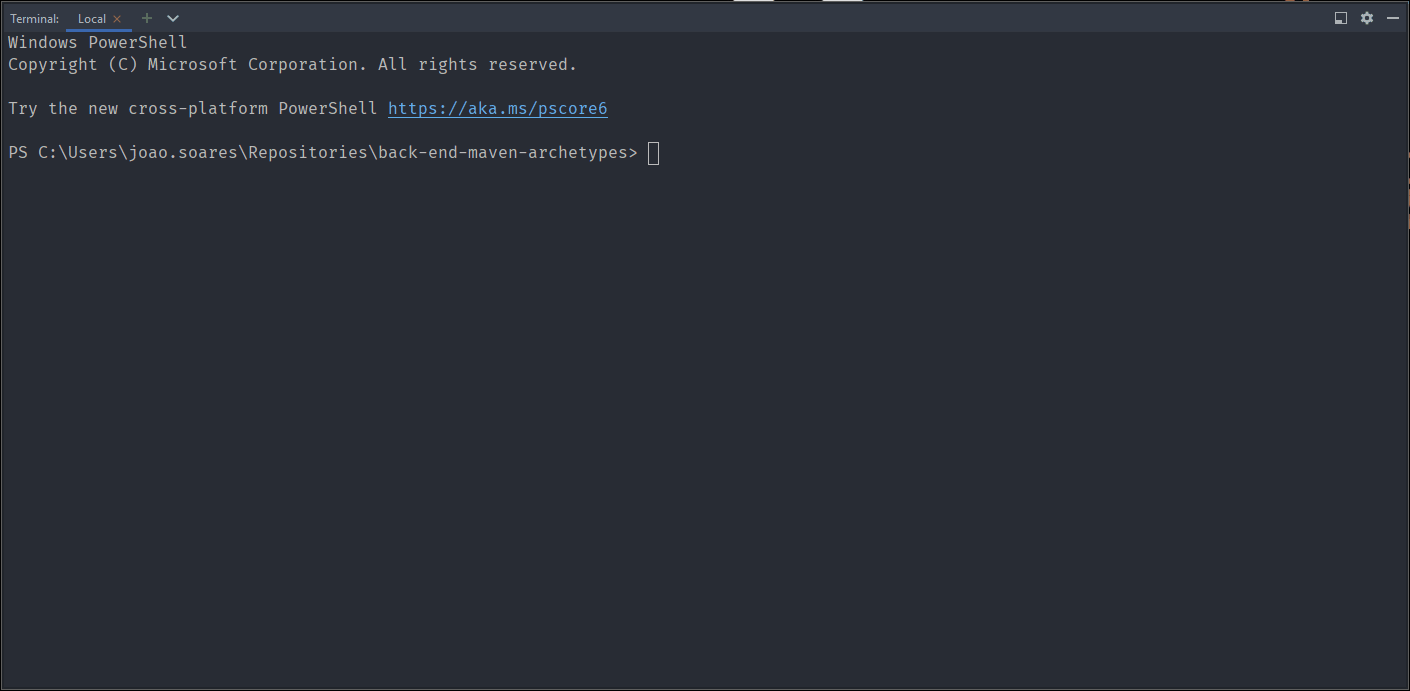 Terminal: Local
Windows PowerShell
Copyright (C) Microsoft Corporation. All rights reserved.
Try the new cross-platform PowerShell https://aka.ms/pscore6
PS C:\Users\joao.soares\Repositories\back-end-maven-archetypes>